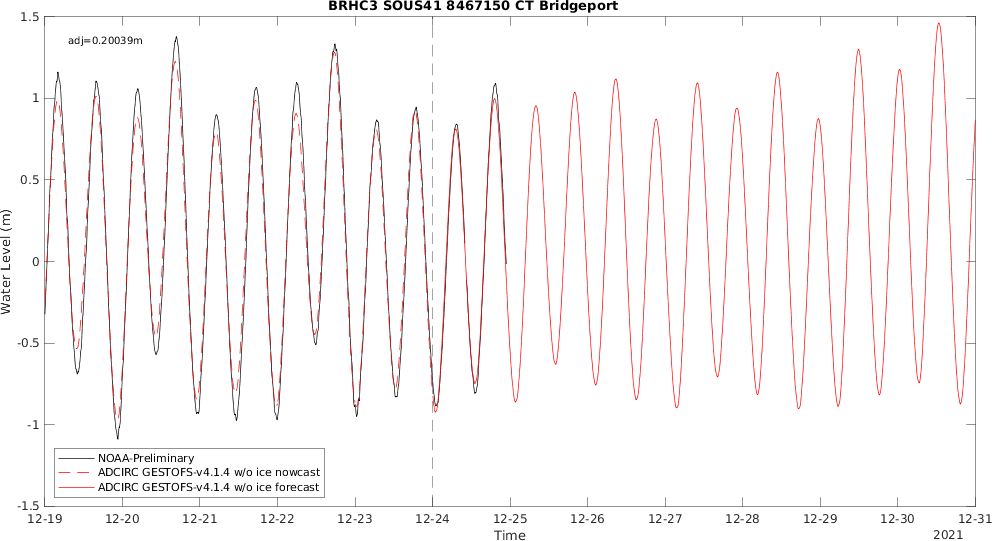 BRHC3 SOUS41 8467150 CT Bridgeport
adj=0.20039m
1.5
1
0.5
0
-0.5
-1
-1.5
Water Level (m)
NOAA-Preliminary
ADCIRC GESTOFS-v4.1.4 w/o ice nowcast
ADCIRC GESTOFS-v4.1.4 w/o ice forecast
12-19 12-20 12-21 12-22 12-23 12-24 12-25 12-26 12-27 12-28 12-29 12-30 12-31
Time
2021